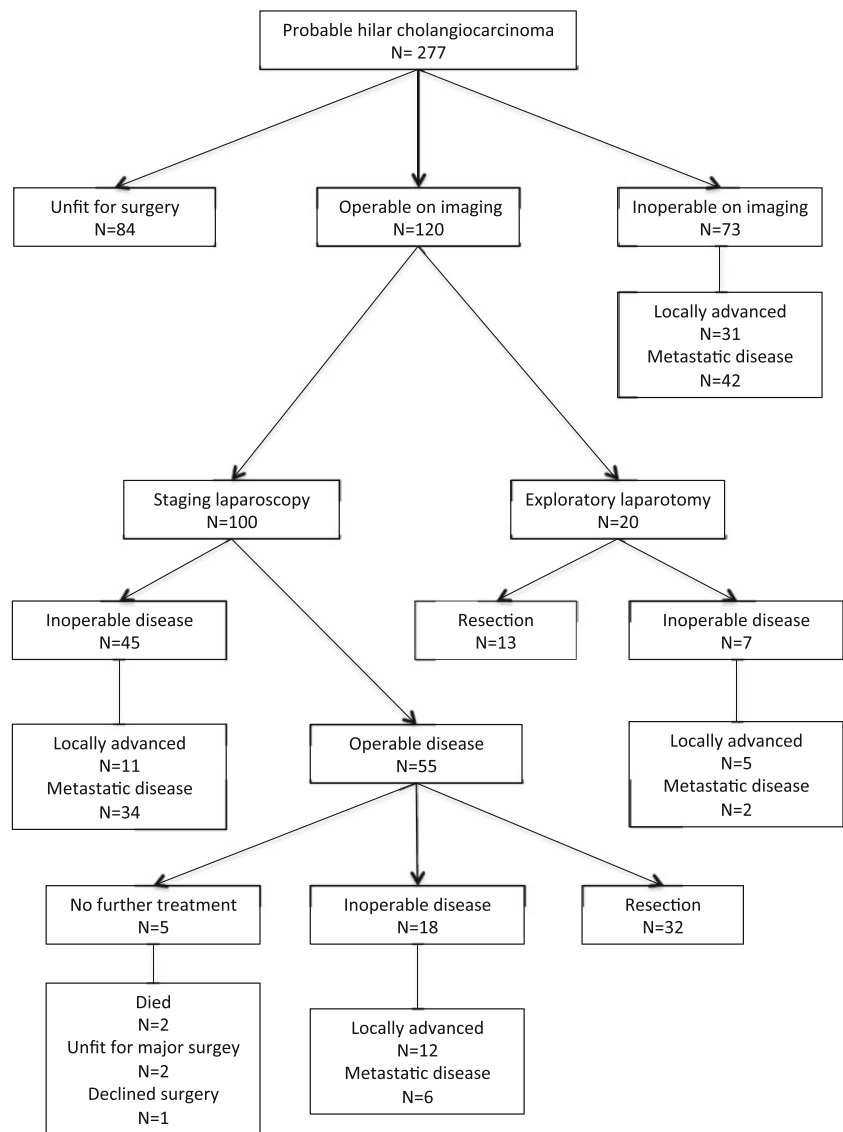 Probable hilar cholangiocarcinoma
N= 277
Unfit for surgery
N=84
Operable on imaging
N=120
Inoperable on imaging
N=73
Locally advanced
N=31
Metastatic disease
N=42
Staging laparoscopy
N=100
Exploratory laparotomy
N=20
Inoperable disease
N=45
Resection
N=13
Inoperable disease
N=7
Locally advanced
N=11
Metastatic disease
N=34
Operable disease
N=55
Locally advanced
N=5
Metastatic disease
N=2
No further treatment
N=5
Inoperable disease
N=18
Resection
N=32
Died
N=2
Unfit for major surgey
N=2
Declined surgery
N=1
Locally advanced
N=12
Metastatic disease
N=6